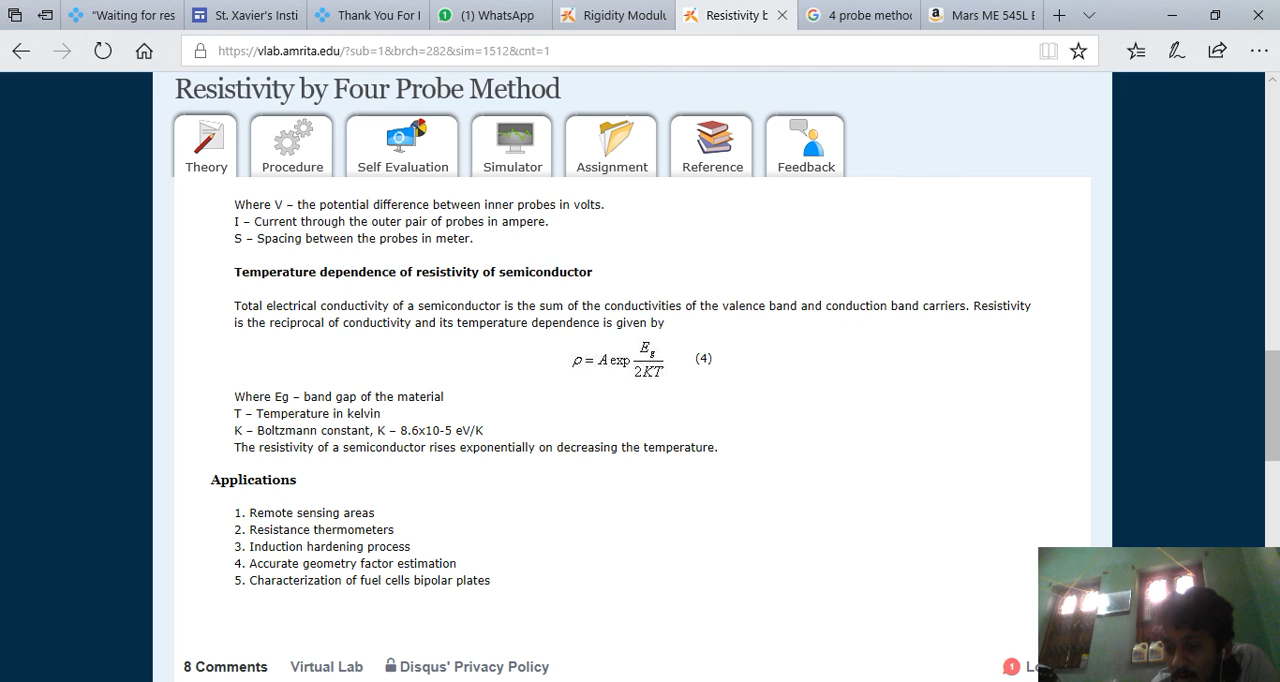 "Waiting for res
St. Xavier's Insti
Thank You For I
(1) WhatsApp
Rigidity Modulu
Resistivity b
4 probe method
Mars ME 545L E
https://vlab.amrita.edu/?sub=1&brch=282&sim=1512&cnt=1
Resistivity by Four Probe Method
Theory
Procedure
Self Evaluation
Simulator
Assignment
Reference
Feedback
Where V – the potential difference between inner probes in volts.
I – Current through the outer pair of probes in ampere.
S – Spacing between the probes in meter.
Temperature dependence of resistivity of semiconductor
Total electrical conductivity of a semiconductor is the sum of the conductivities of the valence band and conduction band carriers. Resistivity
is the reciprocal of conductivity and its temperature dependence is given by
ρ = A exp Eg/2KT (4)
Where Eg – band gap of the material
T – Temperature in kelvin
K – Boltzmann constant, K – 8.6x10-5 eV/K
The resistivity of a semiconductor rises exponentially on decreasing the temperature.
Applications
1. Remote sensing areas
2. Resistance thermometers
3. Induction hardening process
4. Accurate geometry factor estimation
5. Characterization of fuel cells bipolar plates
8 Comments Virtual Lab Disqus' Privacy Policy 1